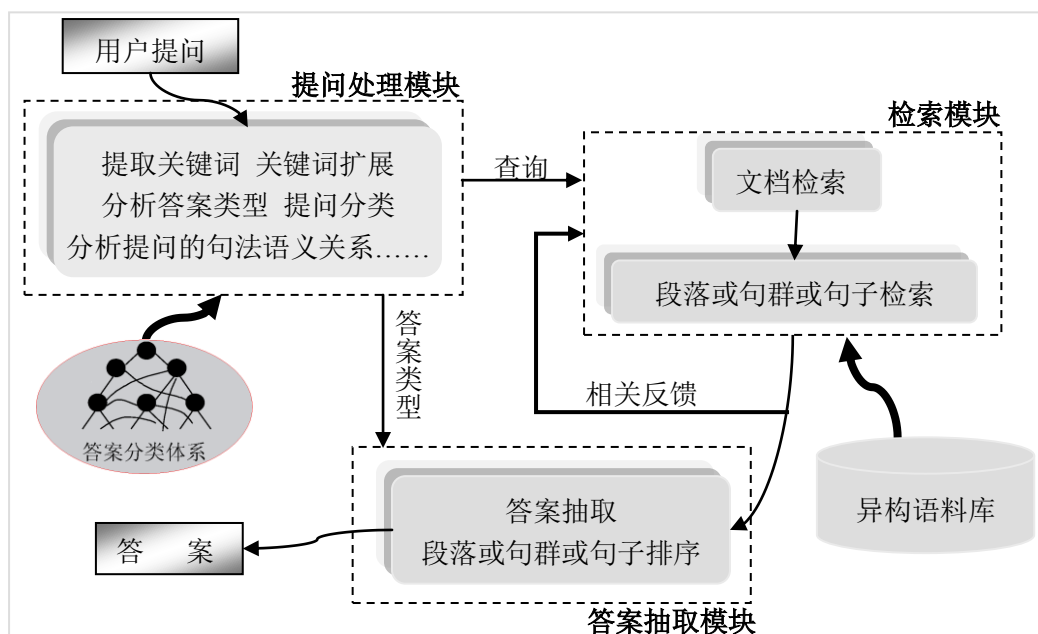 用户提问
提问处理模块
提取关键词 关键词扩展
分析答案类型 提问分类
分析提问的句法语义关系……
查询
检索模块
文档检索
段落或句群或句子检索
答案类型
相关反馈
答案分类体系
异构语料库
答案抽取
段落或句群或句子排序
答案抽取模块
答 案